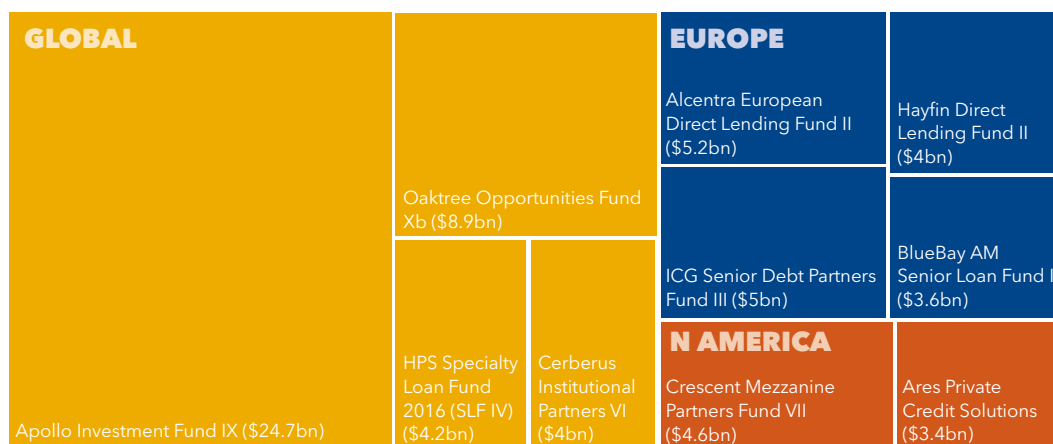 GLOBAL
Apollo Investment Fund IX ($24.7bn)
Oaktree Opportunities Fund
Xb ($8.9bn)
HPS Specialty
Loan Fund
2016 (SLF IV)
($4.2bn)
Cerberus
Institutional
Partners VI
($4bn)
EUROPE
Alcentra European
Direct Lending Fund II
($5.2bn)
Hayfin Direct
Lending Fund II
($4bn)
ICG Senior Debt Partners
Fund III ($5bn)
BlueBay AM
Senior Loan Fund I
($3.6bn)
N AMERICA
Crescent Mezzanine
Partners Fund VII
($4.6bn)
Ares Private
Credit Solutions
($3.4bn)